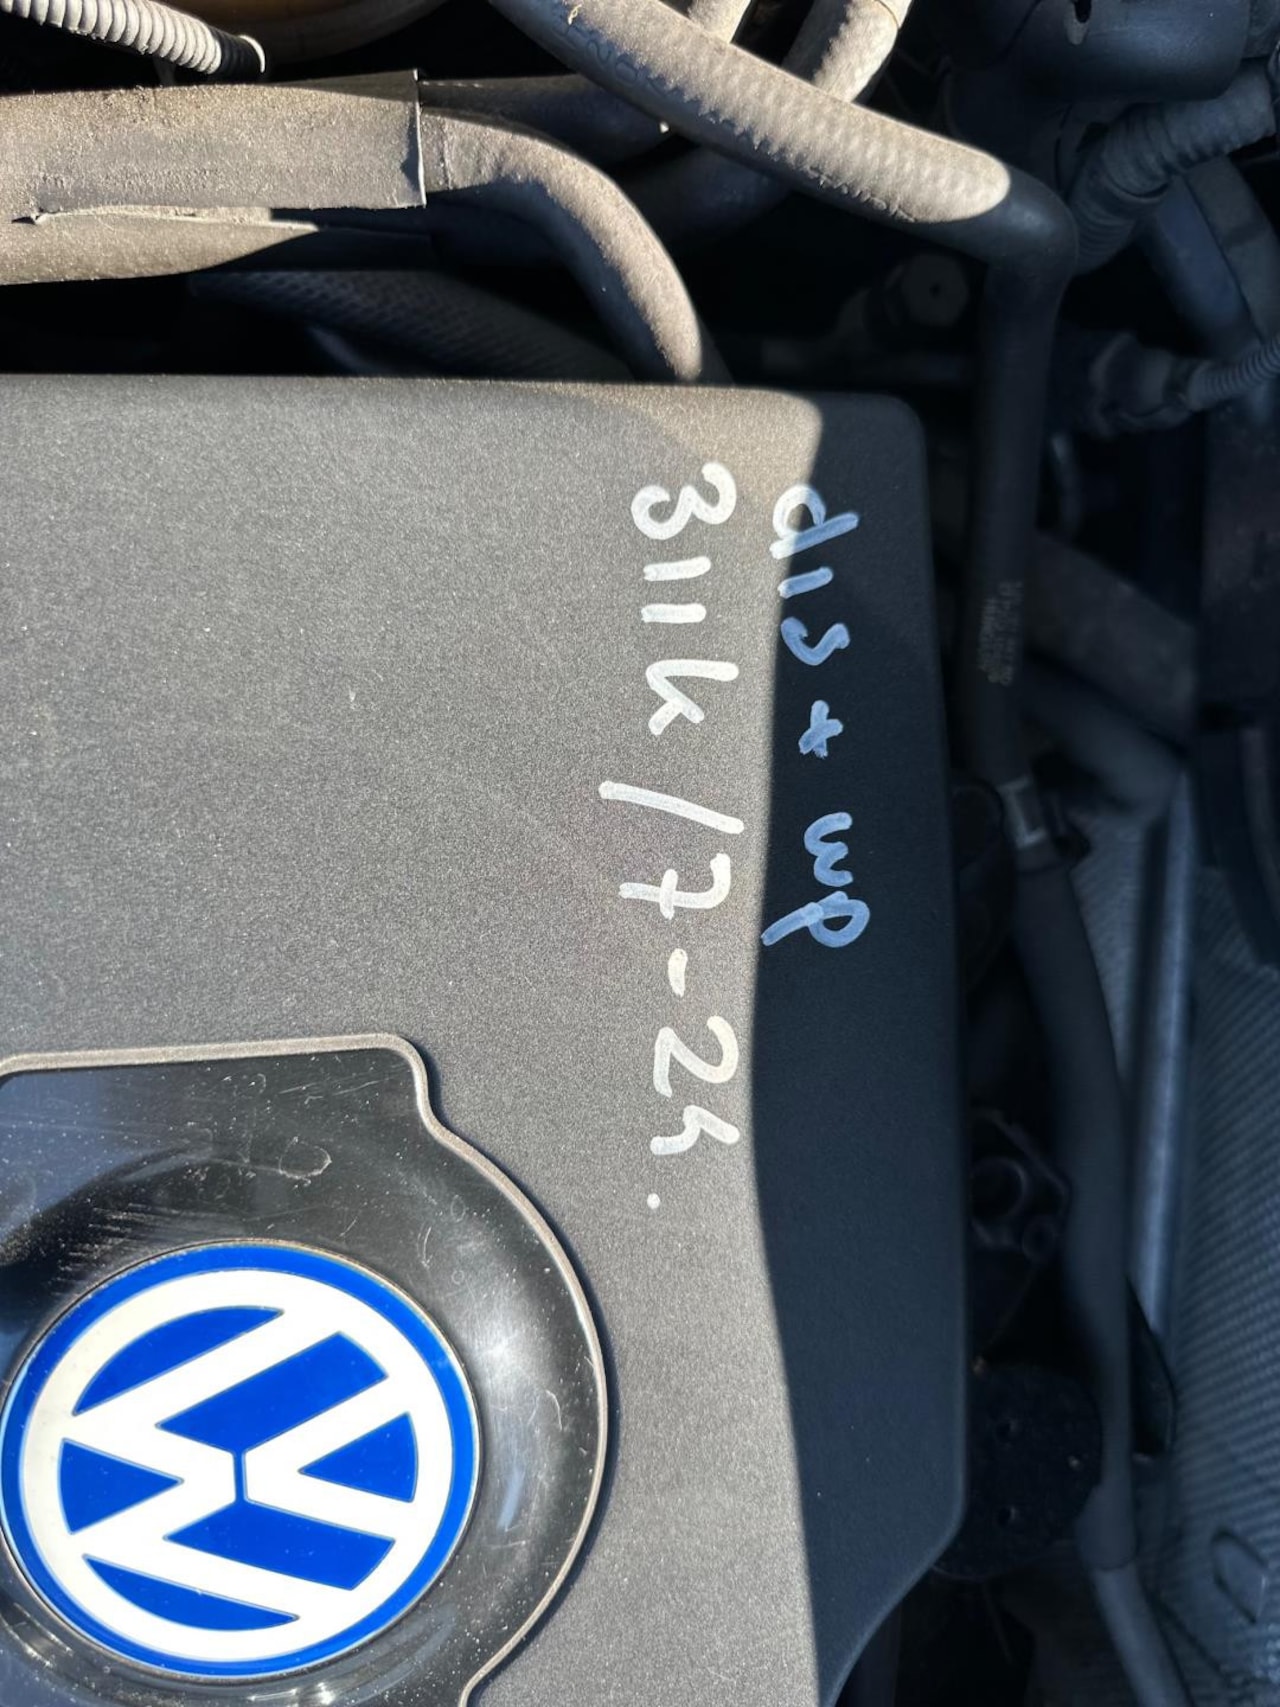 dis + wp
311k/7-24.